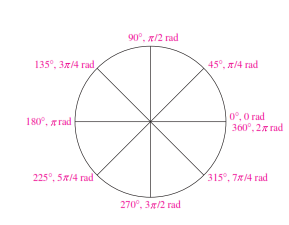 90°, π/2 rad
135°, 3π/4 rad
45°, π/4 rad
180°, π rad
0°, 0 rad
360°, 2π rad
225°, 5π/4 rad
315°, 7π/4 rad
270°, 3π/2 rad